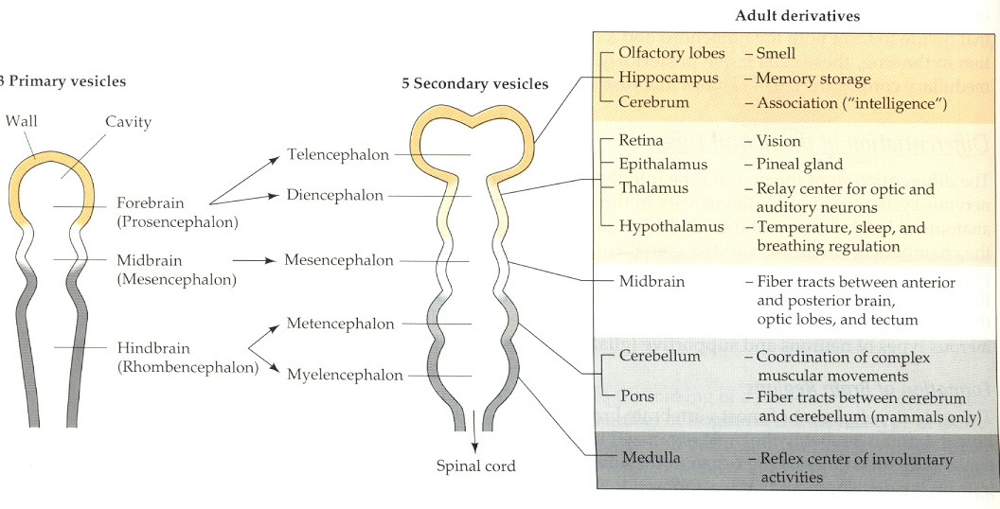 Adult derivatives
3 Primary vesicles
Wall
Cavity
Forebrain
(Prosencephalon)
Midbrain
(Mesencephalon)
Hindbrain
(Rhombencephalon)
5 Secondary vesicles
Telencephalon
Diencephalon
Mesencephalon
Metencephalon
Myelencephalon
Spinal cord
Olfactory lobes – Smell
Hippocampus – Memory storage
Cerebrum – Association (“intelligence”)
Retina – Vision
Epithalamus – Pineal gland
Thalamus – Relay center for optic and
auditory neurons
Hypothalamus – Temperature, sleep, and
breathing regulation
Midbrain – Fiber tracts between anterior
and posterior brain,
optic lobes, and tectum
Cerebellum – Coordination of complex
muscular movements
Pons – Fiber tracts between cerebrum
and cerebellum (mammals only)
Medulla – Reflex center of involuntary
activities